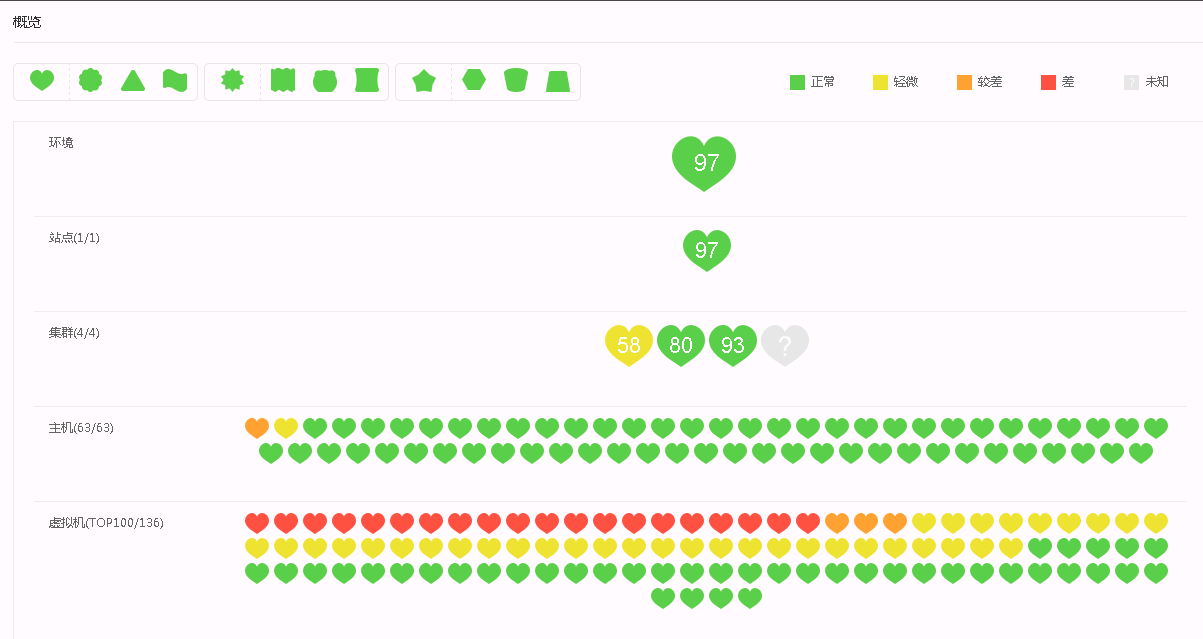 概览
正常 轻微 较差 差 ? 未知
环境
97
站点(1/1)
97
集群(4/4)
58 80 93 ?
主机(63/63)
虚拟机(TOP100/136)